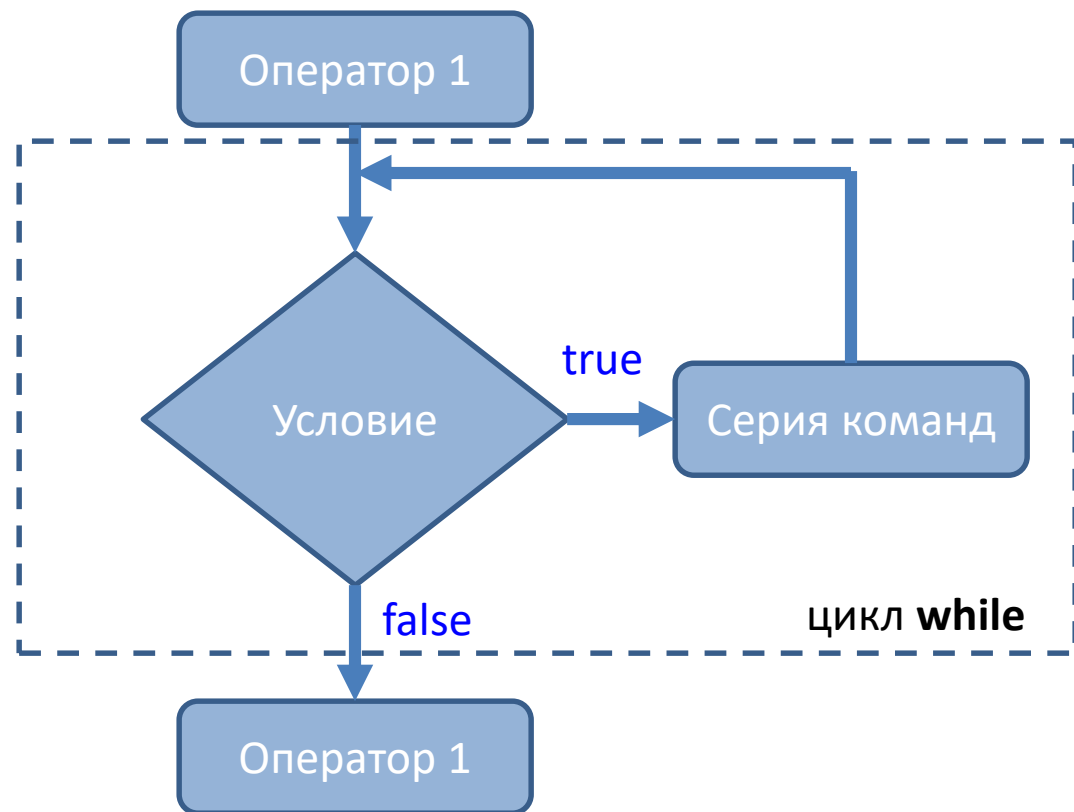 Оператор 1
true
Условие
Серия команд
false
цикл while
Оператор 1